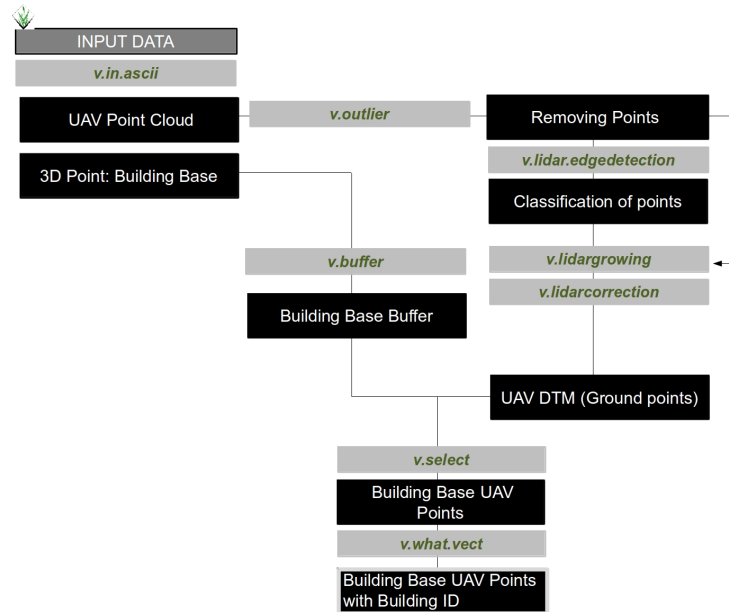 INPUT DATA
v.in.ascii
UAV Point Cloud
v.outlier
Removing Points
v.lidar.edgedetection
3D Point: Building Base
Classification of points
v.buffer
v.lidargrowing
v.lidarcorrection
Building Base Buffer
UAV DTM (Ground points)
v.select
Building Base UAV
Points
v.what.vect
Building Base UAV Points
with Building ID